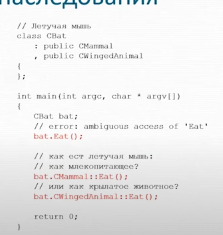 наследования
// Летучая мышь
class CBat
: public CMammal
, public CWingedAnimal
{
};
int main(int argc, char * argv[])
{
CBat bat;
// error: ambiguous access of 'Eat'
bat.Eat();
// как ест летучая мышь:
// как млекопитающее?
bat.CMammal::Eat();
// или как крылатое животное?
bat.CWingedAnimal::Eat();
return 0;
}